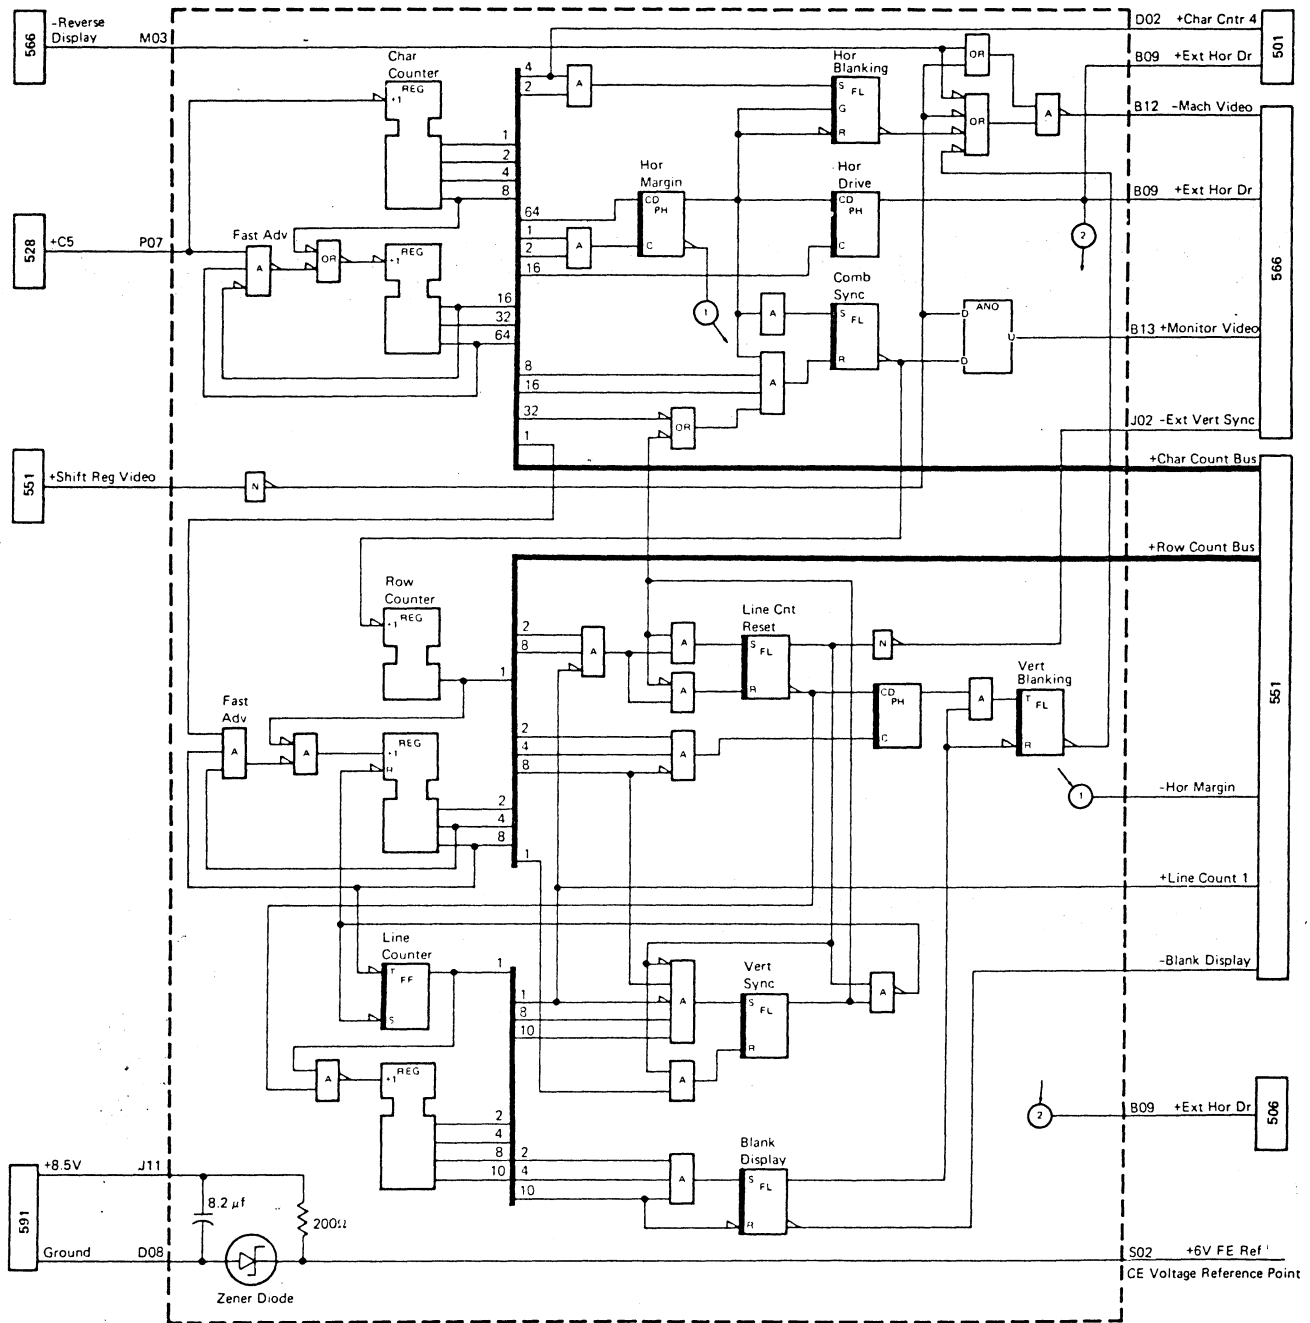 566
-Reverse
Display M03
D02 +Char Cntr 4
B09 +Ext Hor Dr
501
Char
Counter
REG
+1
1
2
4
8
4
2
A
Hor
Blanking
S
FL
G
R
OR
OR
A
B12 -Mach Video
528
+C5 P07
Fast Adv
A
OR
REG
+1
16
32
64
64
1
2
16
A
Hor
Margin
CD
PH
C
1
Hor
Drive
CD
PH
C
B09 +Ext Hor Dr
2
566
Comb
Sync
S
FL
R
A
A
8
16
32
1
OR
ANO
D
D
U
B13 +Monitor Video
J02 -Ext Vert Sync
551
+Shift Reg Video
N
+Char Count Bus
+Row Count Bus
551
Row
Counter
+1 REG
1
2
8
A
A
A
Line Cnt
Reset
S
FL
R
N
CD
PH
C
A
Vert
Blanking
T
FL
R
Fast
Adv
A
A
REG
+1
H
2
4
8
2
4
8
1
A
1
-Hor Margin
+Line Count 1
-Blank Display
Line
Counter
T
FF
S
1
1
8
10
A
A
Vert
Sync
S
FL
R
A
A
REG
+1
2
4
8
10
2
4
10
A
Blank
Display
S
FL
R
2
B09 +Ext Hor Dr
506
591
+8.5V J11
8.2 μf
200Ω
Ground D08
Zener Diode
S02 +6V FE Ref
CE Voltage Reference Point